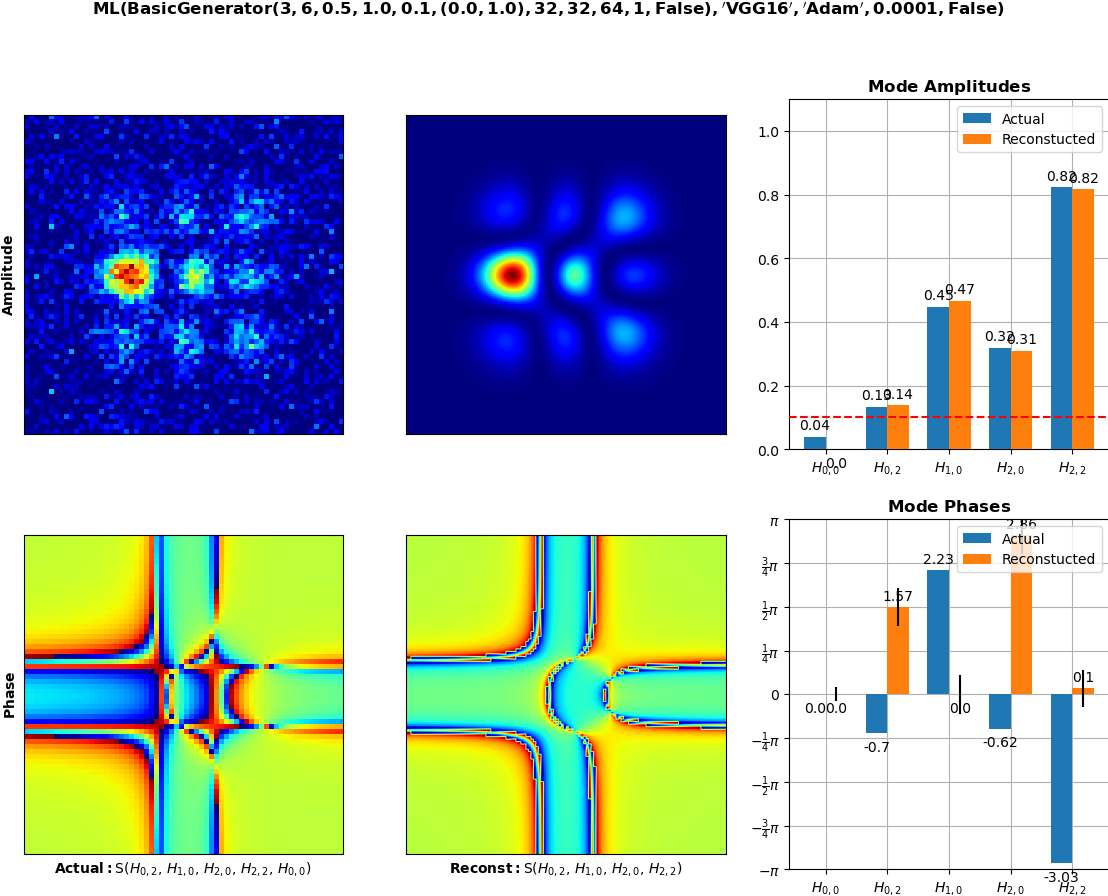 ML(BasicGenerator(3, 6, 0.5, 1.0, 0.1, (0.0, 1.0), 32, 32, 64, 1, False), 'VGG16', 'Adam', 0.0001, False)
Amplitude
Mode Amplitudes
Actual
Reconstucted
1.0
0.8
0.6
0.4
0.2
0.0
0.04
0.0
0.13
0.14
0.45
0.47
0.32
0.31
0.82
0.82
H0,0
H0,2
H1,0
H2,0
H2,2
Phase
Actual: S(H0,2, H1,0, H2,0, H2,2, H0,0)
Reconst: S(H0,2, H1,0, H2,0, H2,2)
Mode Phases
Actual
Reconstucted
π
3/4π
1/2π
1/4π
0
−1/4π
−1/2π
−3/4π
−π
0.0
0.0
-0.7
1.57
2.23
0.0
-0.62
2.86
-3.03
0.1
H0,0
H0,2
H1,0
H2,0
H2,2